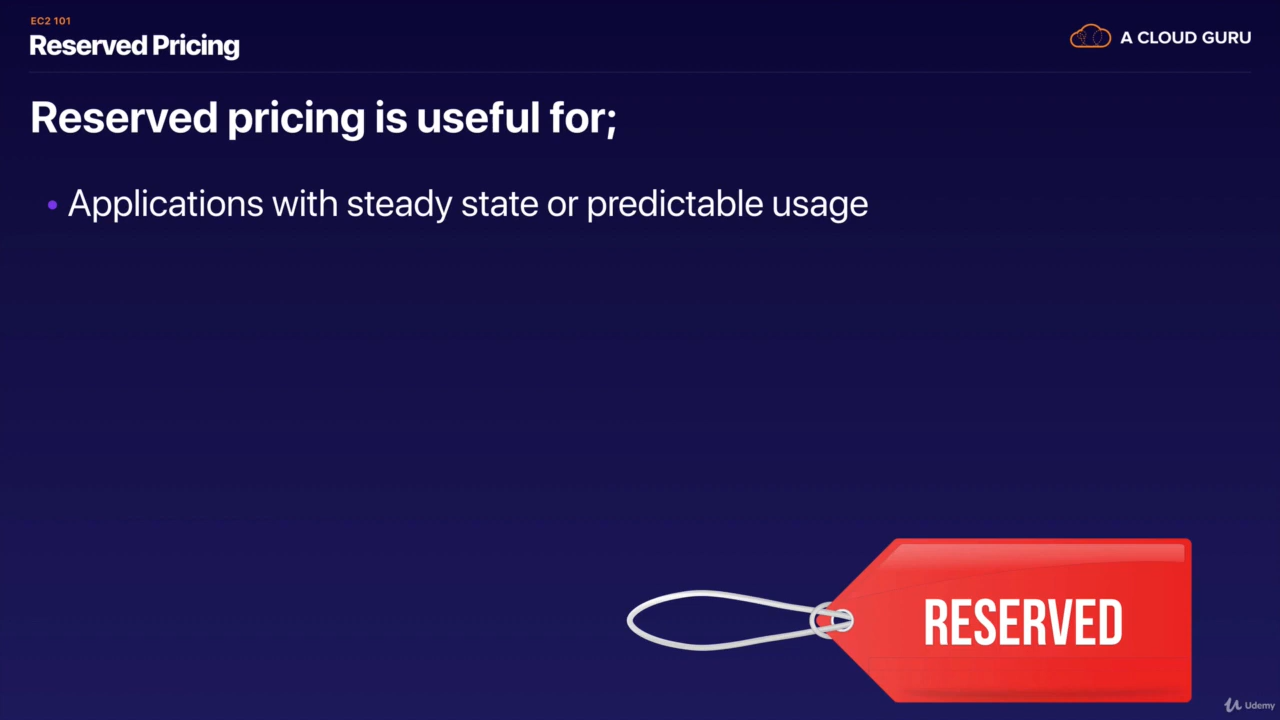 EC2 101
Reserved Pricing
A CLOUD GURU
Reserved pricing is useful for;
• Applications with steady state or predictable usage
RESERVED
Udemy